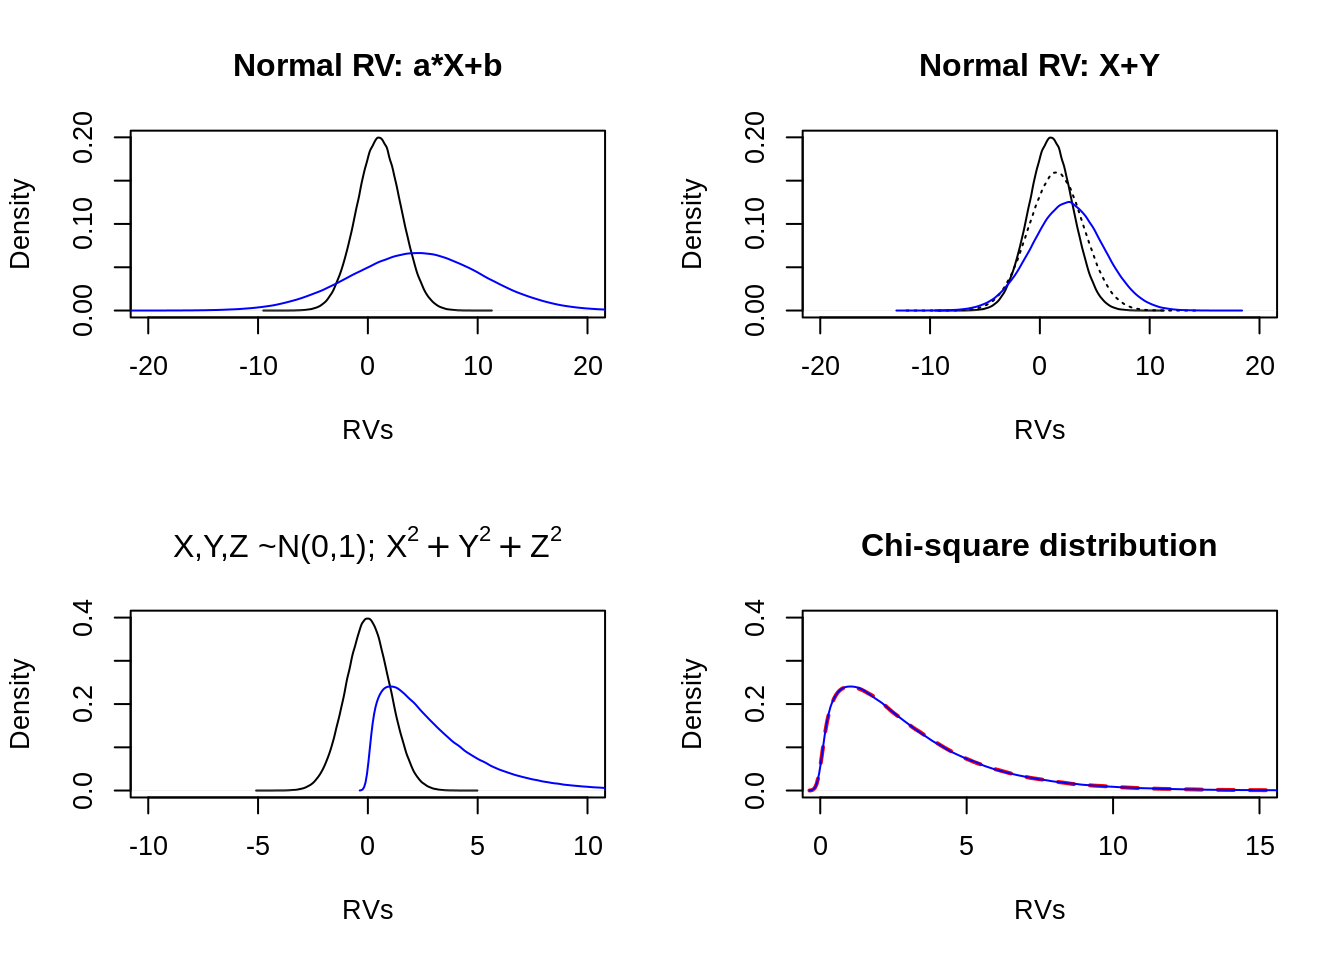 Normal RV: a*X+b
Density
0.00 0.10 0.20
-20 -10 0 10 20
RVs
Normal RV: X+Y
Density
0.00 0.10 0.20
-20 -10 0 10 20
RVs
X,Y,Z ~N(0,1); X² + Y² + Z²
Density
0.0 0.2 0.4
-10 -5 0 5 10
RVs
Chi-square distribution
Density
0.0 0.2 0.4
0 5 10 15
RVs